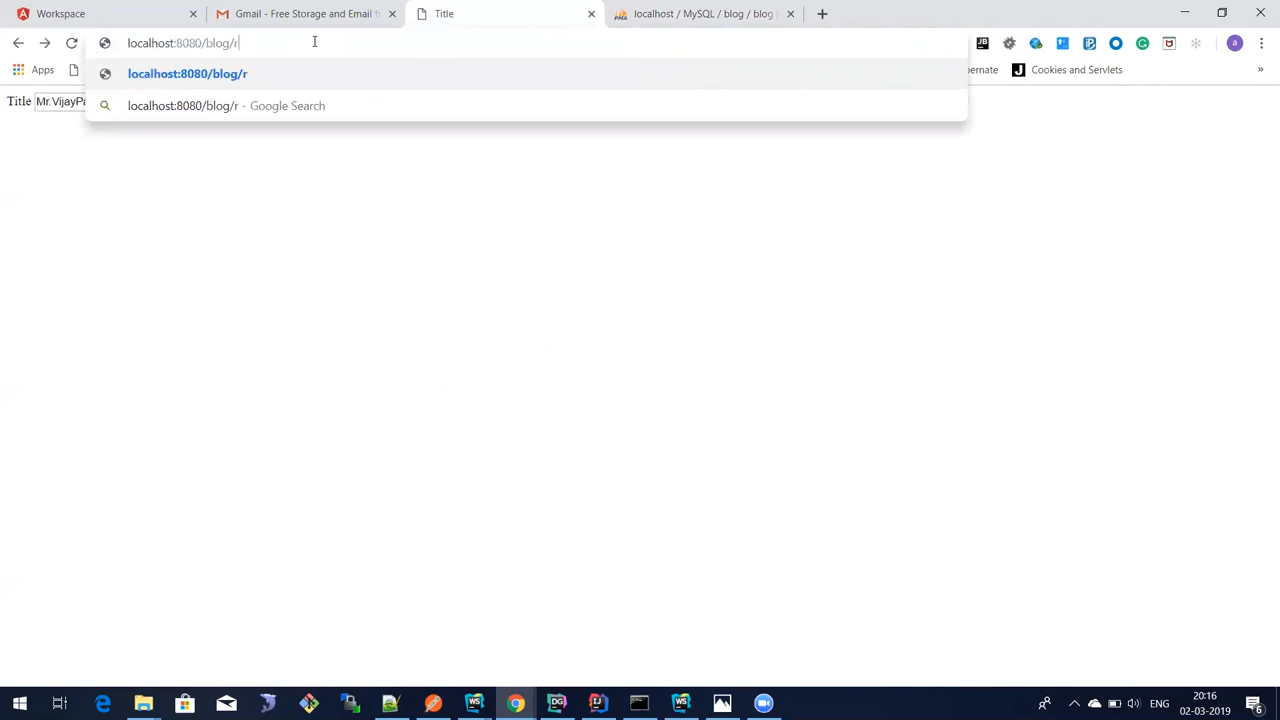 Workspace
Gmail - Free Storage and Email f
Title
localhost / MySQL / blog / blog
localhost:8080/blog/r
Apps
localhost:8080/blog/r
ernate
Cookies and Servlets
Title Mr.VijayPa
localhost:8080/blog/r - Google Search
20:16
ENG
02-03-2019
6